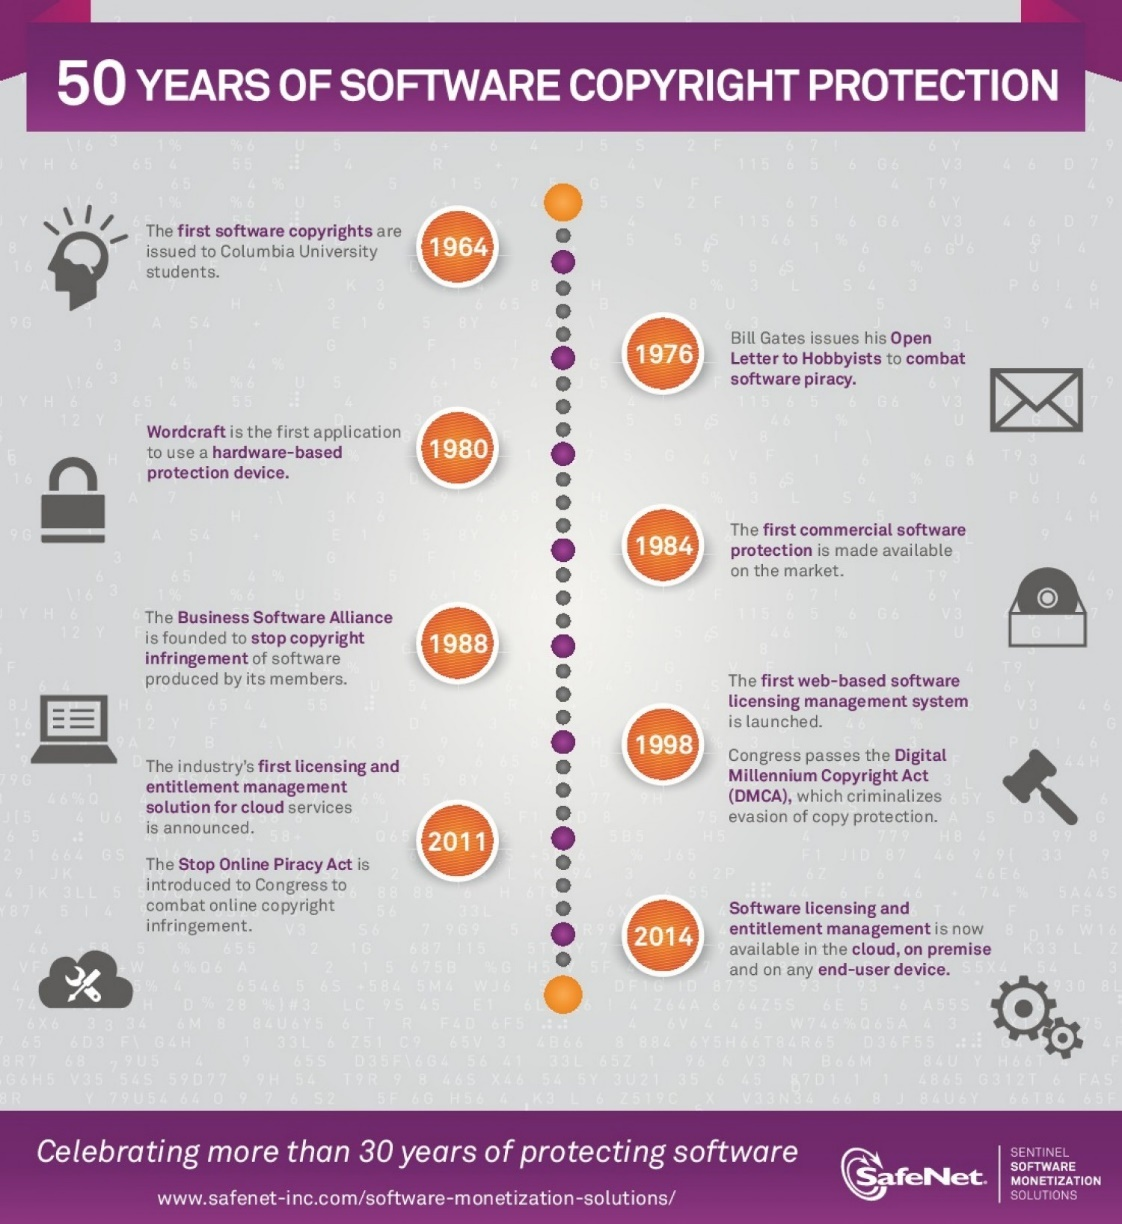 50 YEARS OF SOFTWARE COPYRIGHT PROTECTION
The first software copyrights are
issued to Columbia University
students.
1964
1976
Bill Gates issues his Open
Letter to Hobbyists to combat
software piracy.
Wordcraft is the first application
to use a hardware-based
protection device.
1980
1984
The first commercial software
protection is made available
on the market.
The Business Software Alliance
is founded to stop copyright
infringement of software
produced by its members.
1988
1998
The first web-based software
licensing management system
is launched.
Congress passes the Digital
Millennium Copyright Act
(DMCA), which criminalizes
evasion of copy protection.
The industry's first licensing and
entitlement management
solution for cloud services
is announced.
The Stop Online Piracy Act is
introduced to Congress to
combat online copyright
infringement.
2011
2014
Software licensing and
entitlement management is now
available in the cloud, on premise
and on any end-user device.
Celebrating more than 30 years of protecting software
www.safenet-inc.com/software-monetization-solutions/
SafeNet.
SENTINEL
SOFTWARE
MONETIZATION
SOLUTIONS